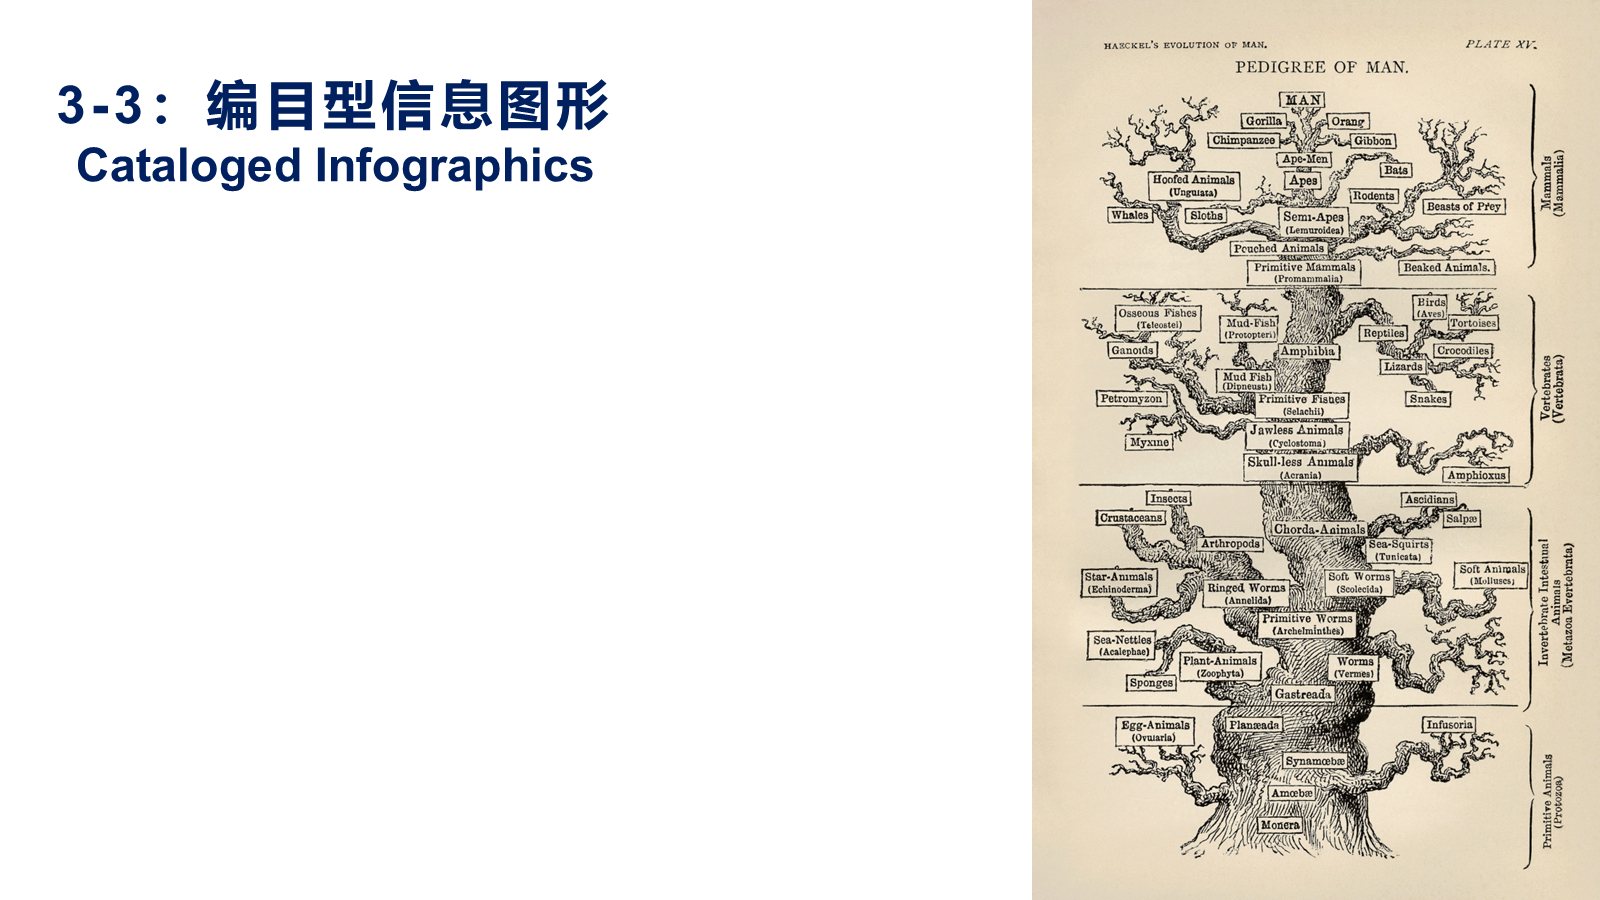 3-3：编目型信息图形
Cataloged Infographics
HAECKEL'S EVOLUTION OF MAN.
PLATE XV.
PEDIGREE OF MAN.
MAN
Gorilla
Orang
Chimpanzee
Gibbon
Ape-Men
Bats
Hoofed Animals
(Ungulata)
Apes
Rodents
Beasts of Prey
Whales
Sloths
Semi-Apes
(Lemuroidea)
Pouched Animals
Primitive Mammals
(Promammalia)
Beaked Animals.
Mammals
(Mammalia)
Osseous Fishes
(Teleostei)
Mud-Fish
(Protopteri)
Birds
(Aves)
Tortoises
Reptiles
Ganoids
Amphibia
Crocodiles
Lizards
Mud Fish
(Dipneusti)
Petromyzon
Primitive Fishes
(Selachii)
Snakes
Myxine
Jawless Animals
(Cyclostoma)
Skull-less Animals
(Acrania)
Amphioxus
Vertebrates
(Vertebrata)
Insects
Ascidians
Crustaceans
Salpæ
Chorda-Animals
Arthropods
Sea-Squirts
(Tunicata)
Star-Animals
(Echinoderma)
Ringed Worms
(Annelida)
Soft Worms
(Scolecida)
Soft Animals
(Molluscs)
Primitive Worms
(Archelminthes)
Sea-Nettles
(Acalephae)
Plant-Animals
(Zoophyta)
Worms
(Vermes)
Sponges
Gastreada
Invertebrate Intestinal
Animals
(Metazoa Evertebrata)
Egg-Animals
(Ovularia)
Planæada
Infusoria
Synamœbæ
Amœbæ
Monera
Primitive Animals
(Protozoa)